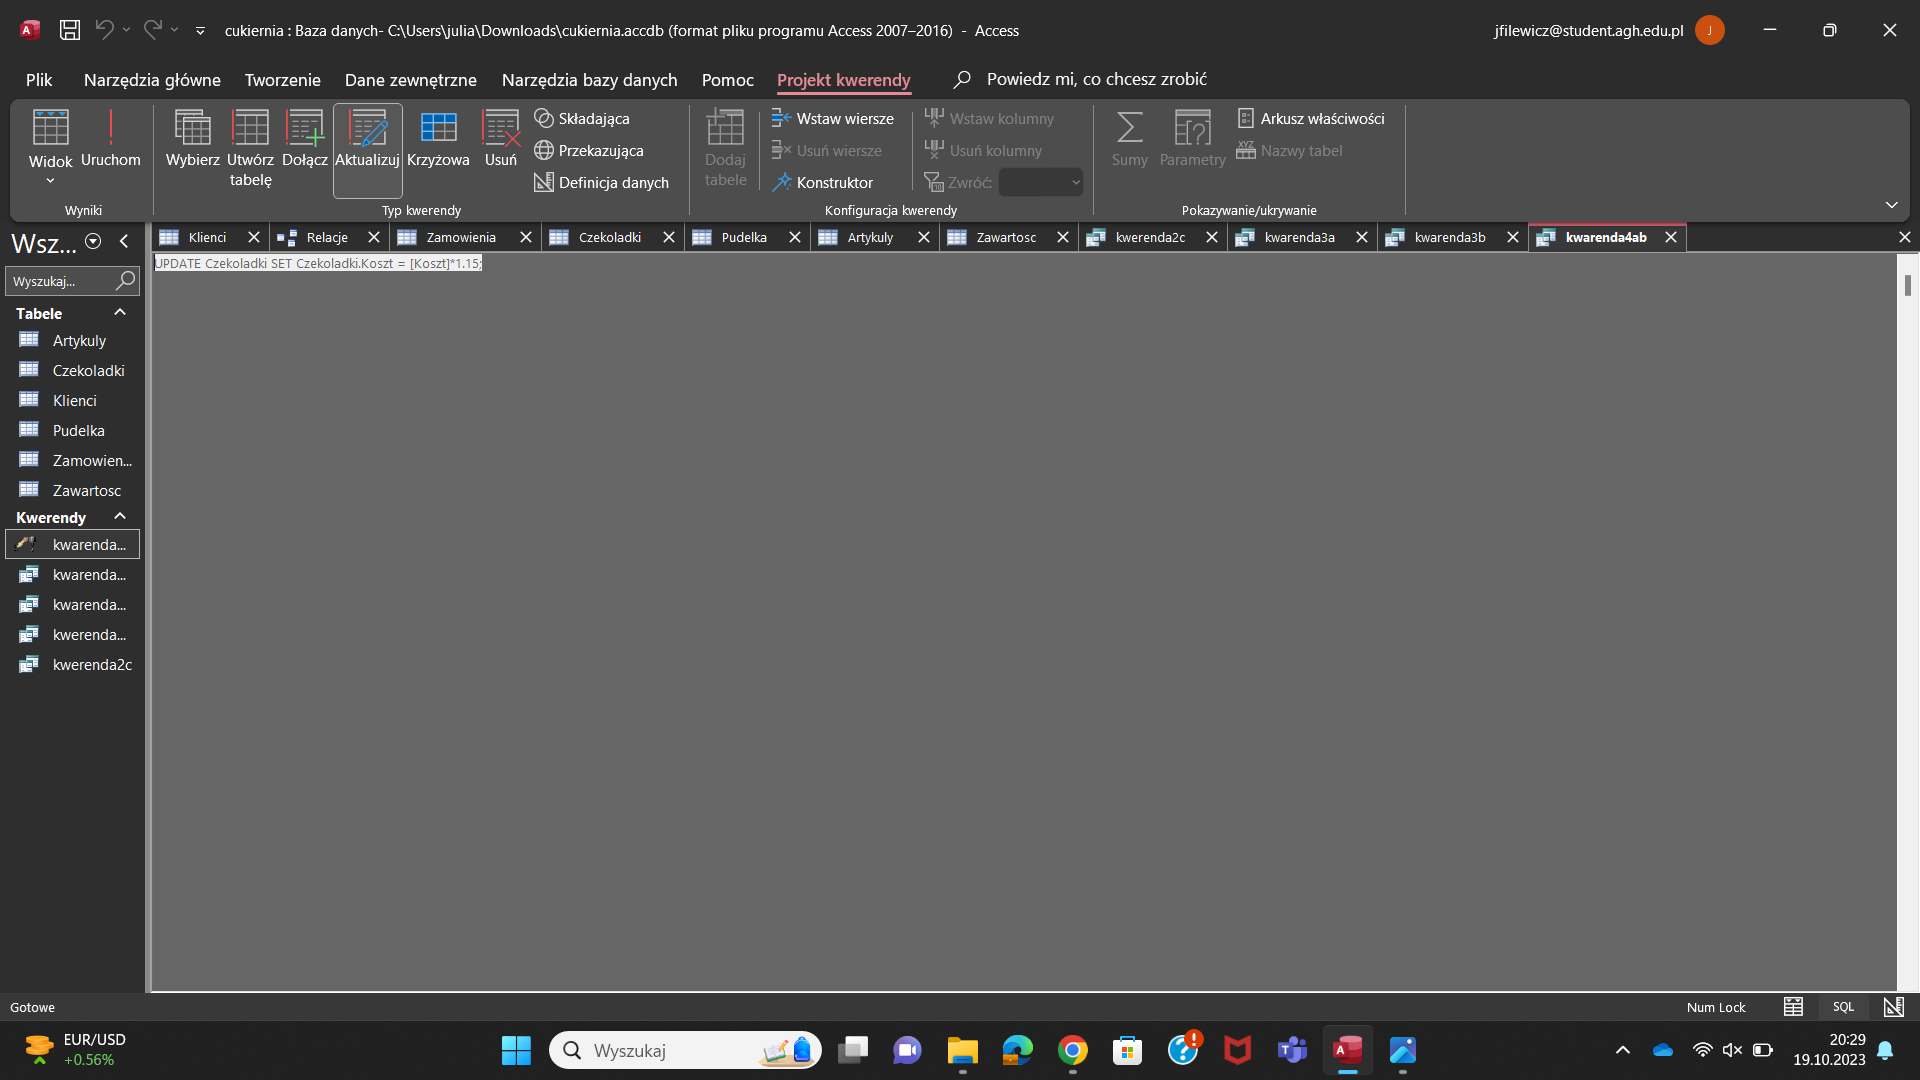 cukiernia : Baza danych- C:\Users\julia\Downloads\cukiernia.accdb (format pliku programu Access 2007–2016) - Access
jfilewicz@student.agh.edu.pl
J
Plik Narzędzia główne Tworzenie Dane zewnętrzne Narzędzia bazy danych Pomoc Projekt kwerendy Powiedz mi, co chcesz zrobić
Widok
Uruchom
Wyniki
Wybierz
Utwórz
tabelę
Dołącz
Aktualizuj
Krzyżowa
Usuń
Składająca
Przekazująca
Definicja danych
Typ kwerendy
Dodaj
tabele
Wstaw wiersze
Usuń wiersze
Konstruktor
Wstaw kolumny
Usuń kolumny
Zwróć:
Konfiguracja kwerendy
Sumy
Parametry
Arkusz właściwości
XYZ
Nazwy tabel
Pokazywanie/ukrywanie
Wsz...
Wyszukaj...
Tabele
Artykuly
Czekoladki
Klienci
Pudelka
Zamowien...
Zawartosc
Kwerendy
kwarenda...
kwarenda...
kwarenda...
kwerenda...
kwerenda2c
Klienci Relacje Zamowienia Czekoladki Pudelka Artykuly Zawartosc kwerenda2c kwarenda3a kwarenda3b kwarenda4ab
UPDATE Czekoladki SET Czekoladki.Koszt = [Koszt]*1.15;
Gotowe
Num Lock
SQL
EUR/USD
+0.56%
Wyszukaj
20:29
19.10.2023